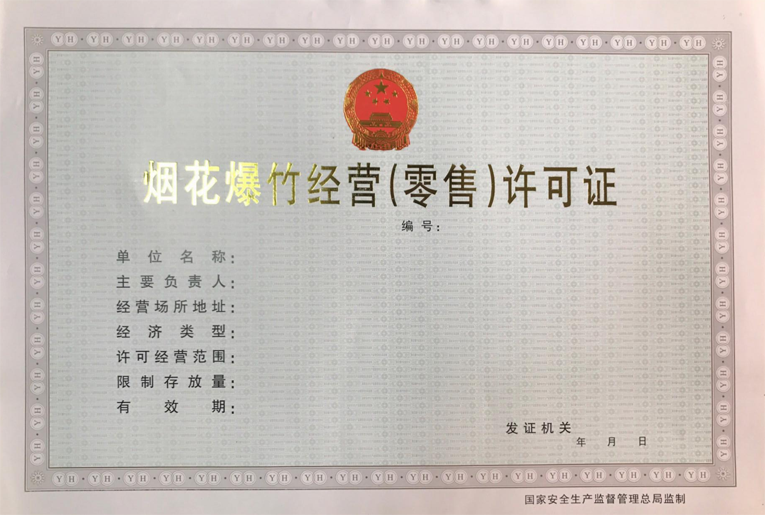 烟花爆竹经营(零售)许可证
编号:
单位名称:
主要负责人:
经营场所地址:
经济类型:
许可经营范围:
限制存放量:
有效期:
发证机关
年 月 日
国家安全生产监督管理总局监制